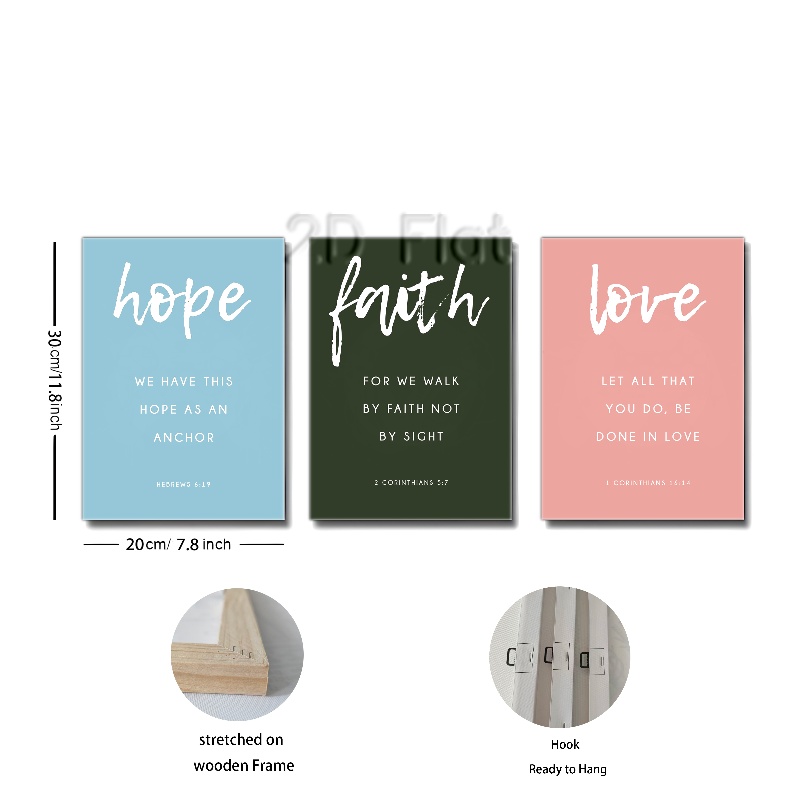 2D Flat
hope
WE HAVE THIS
HOPE AS AN
ANCHOR
HEBREWS 6:19
faith
FOR WE WALK
BY FAITH NOT
BY SIGHT
2 CORINTHIANS 5:7
love
LET ALL THAT
YOU DO, BE
DONE IN LOVE
1 CORINTHIANS 16:14
30cm/11.8inch
20cm/ 7.8 inch
stretched on
wooden Frame
Hook
Ready to Hang